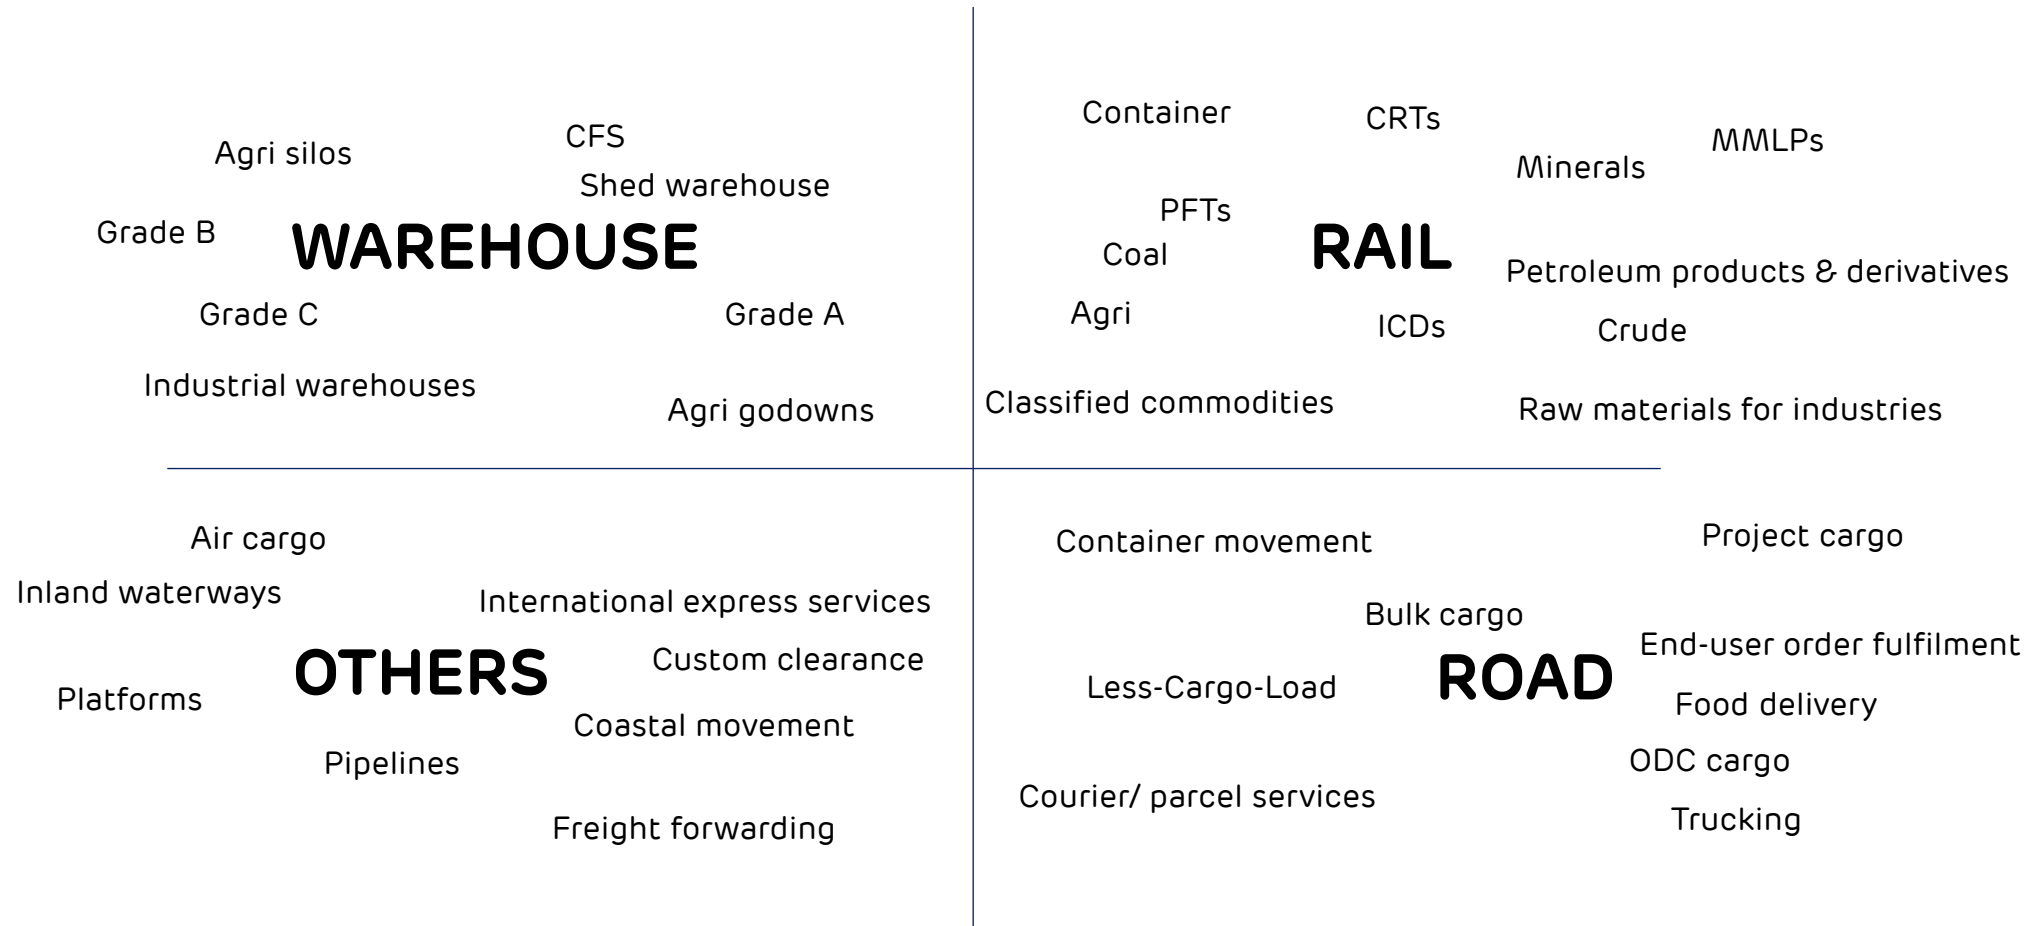 Agri silos
CFS
Shed warehouse
Grade B
WAREHOUSE
Grade C
Grade A
Industrial warehouses
Agri godowns
Container
CRTs
MMLPs
Minerals
PFTs
Coal
RAIL
Petroleum products & derivatives
Agri
ICDs
Crude
Classified commodities
Raw materials for industries
Air cargo
Inland waterways
International express services
OTHERS
Custom clearance
Platforms
Coastal movement
Pipelines
Freight forwarding
Container movement
Project cargo
Bulk cargo
End-user order fulfilment
Less-Cargo-Load
ROAD
Food delivery
ODC cargo
Courier/ parcel services
Trucking